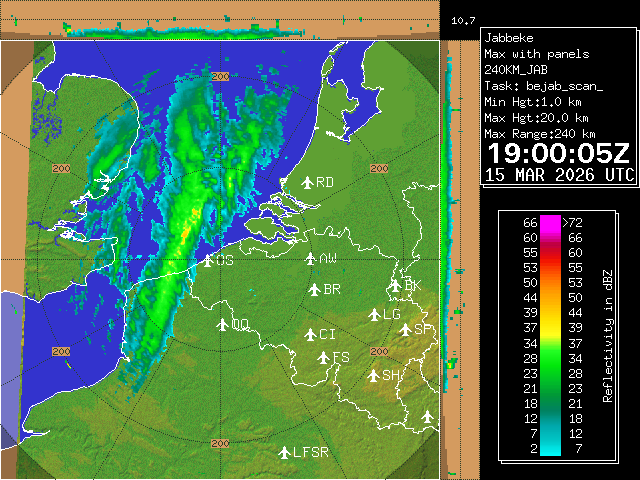 10.7
Jabbeke
Max with panels
240KM_JAB
Task: bejab_scan_
Min Hgt:1.0 km
Max Hgt:20.0 km
Max Range:240 km
19:00:05Z
15 MAR 2026 UTC
200
200
200
RD
OS
AW
BR
BK
LG
QQ
CI
SP
200
FS
200
SH
200
LFSR
66 >72
60 66
55 60
53 55
50 53
44 50
39 44
37 39
34 37
28 34
23 28
21 23
18 21
12 18
7 12
2 7
Reflectivity in dBZ